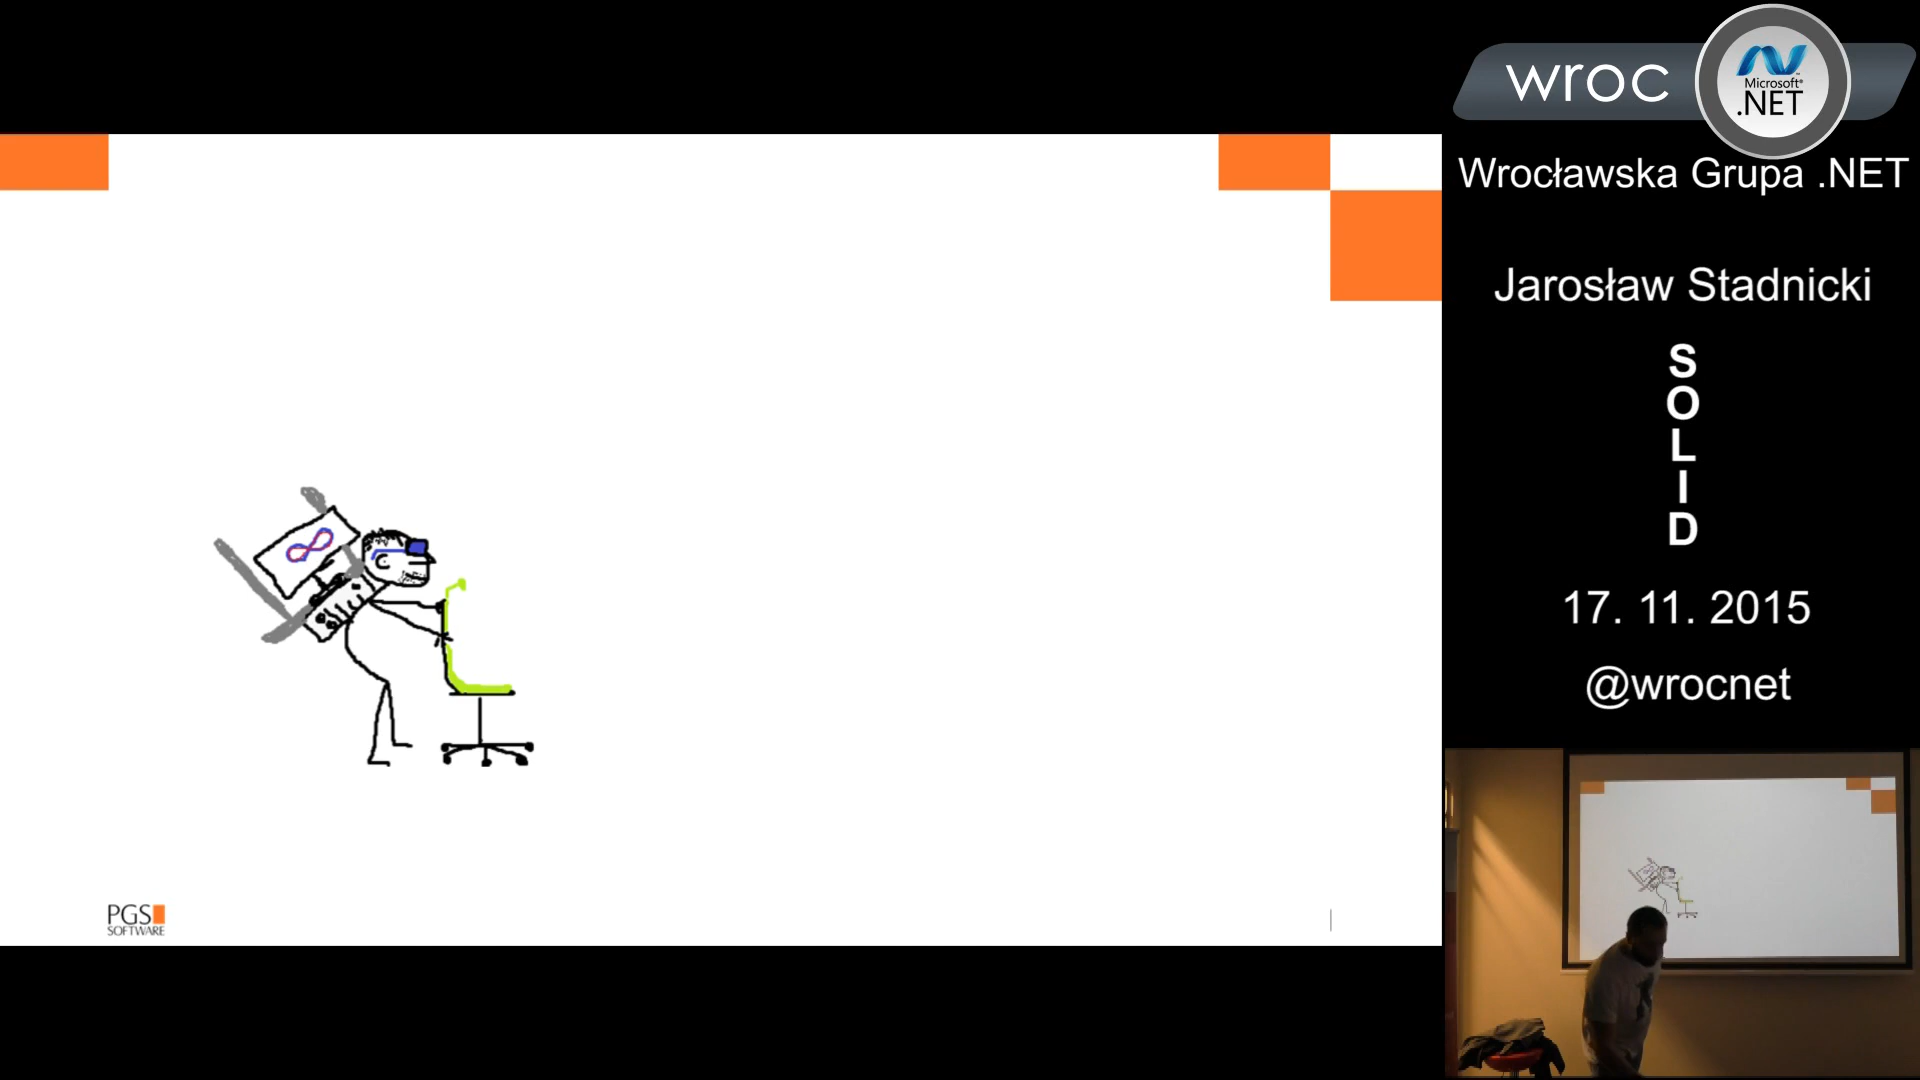 wroc
Microsoft®
.NET
Wrocławska Grupa .NET
Jarosław Stadnicki
S
O
L
I
D
17. 11. 2015
@wrocnet
PGS
SOFTWARE